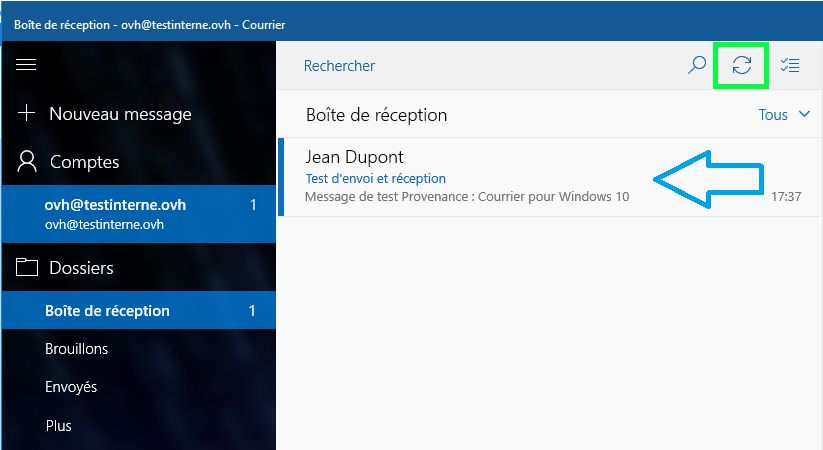 Boîte de réception - ovh@testinterne.ovh - Courrier
Nouveau message
Comptes
ovh@testinterne.ovh 1
ovh@testinterne.ovh
Dossiers
Boîte de réception 1
Brouillons
Envoyés
Plus
Rechercher
Boîte de réception Tous
Jean Dupont
Test d'envoi et réception
Message de test Provenance : Courrier pour Windows 10 17:37